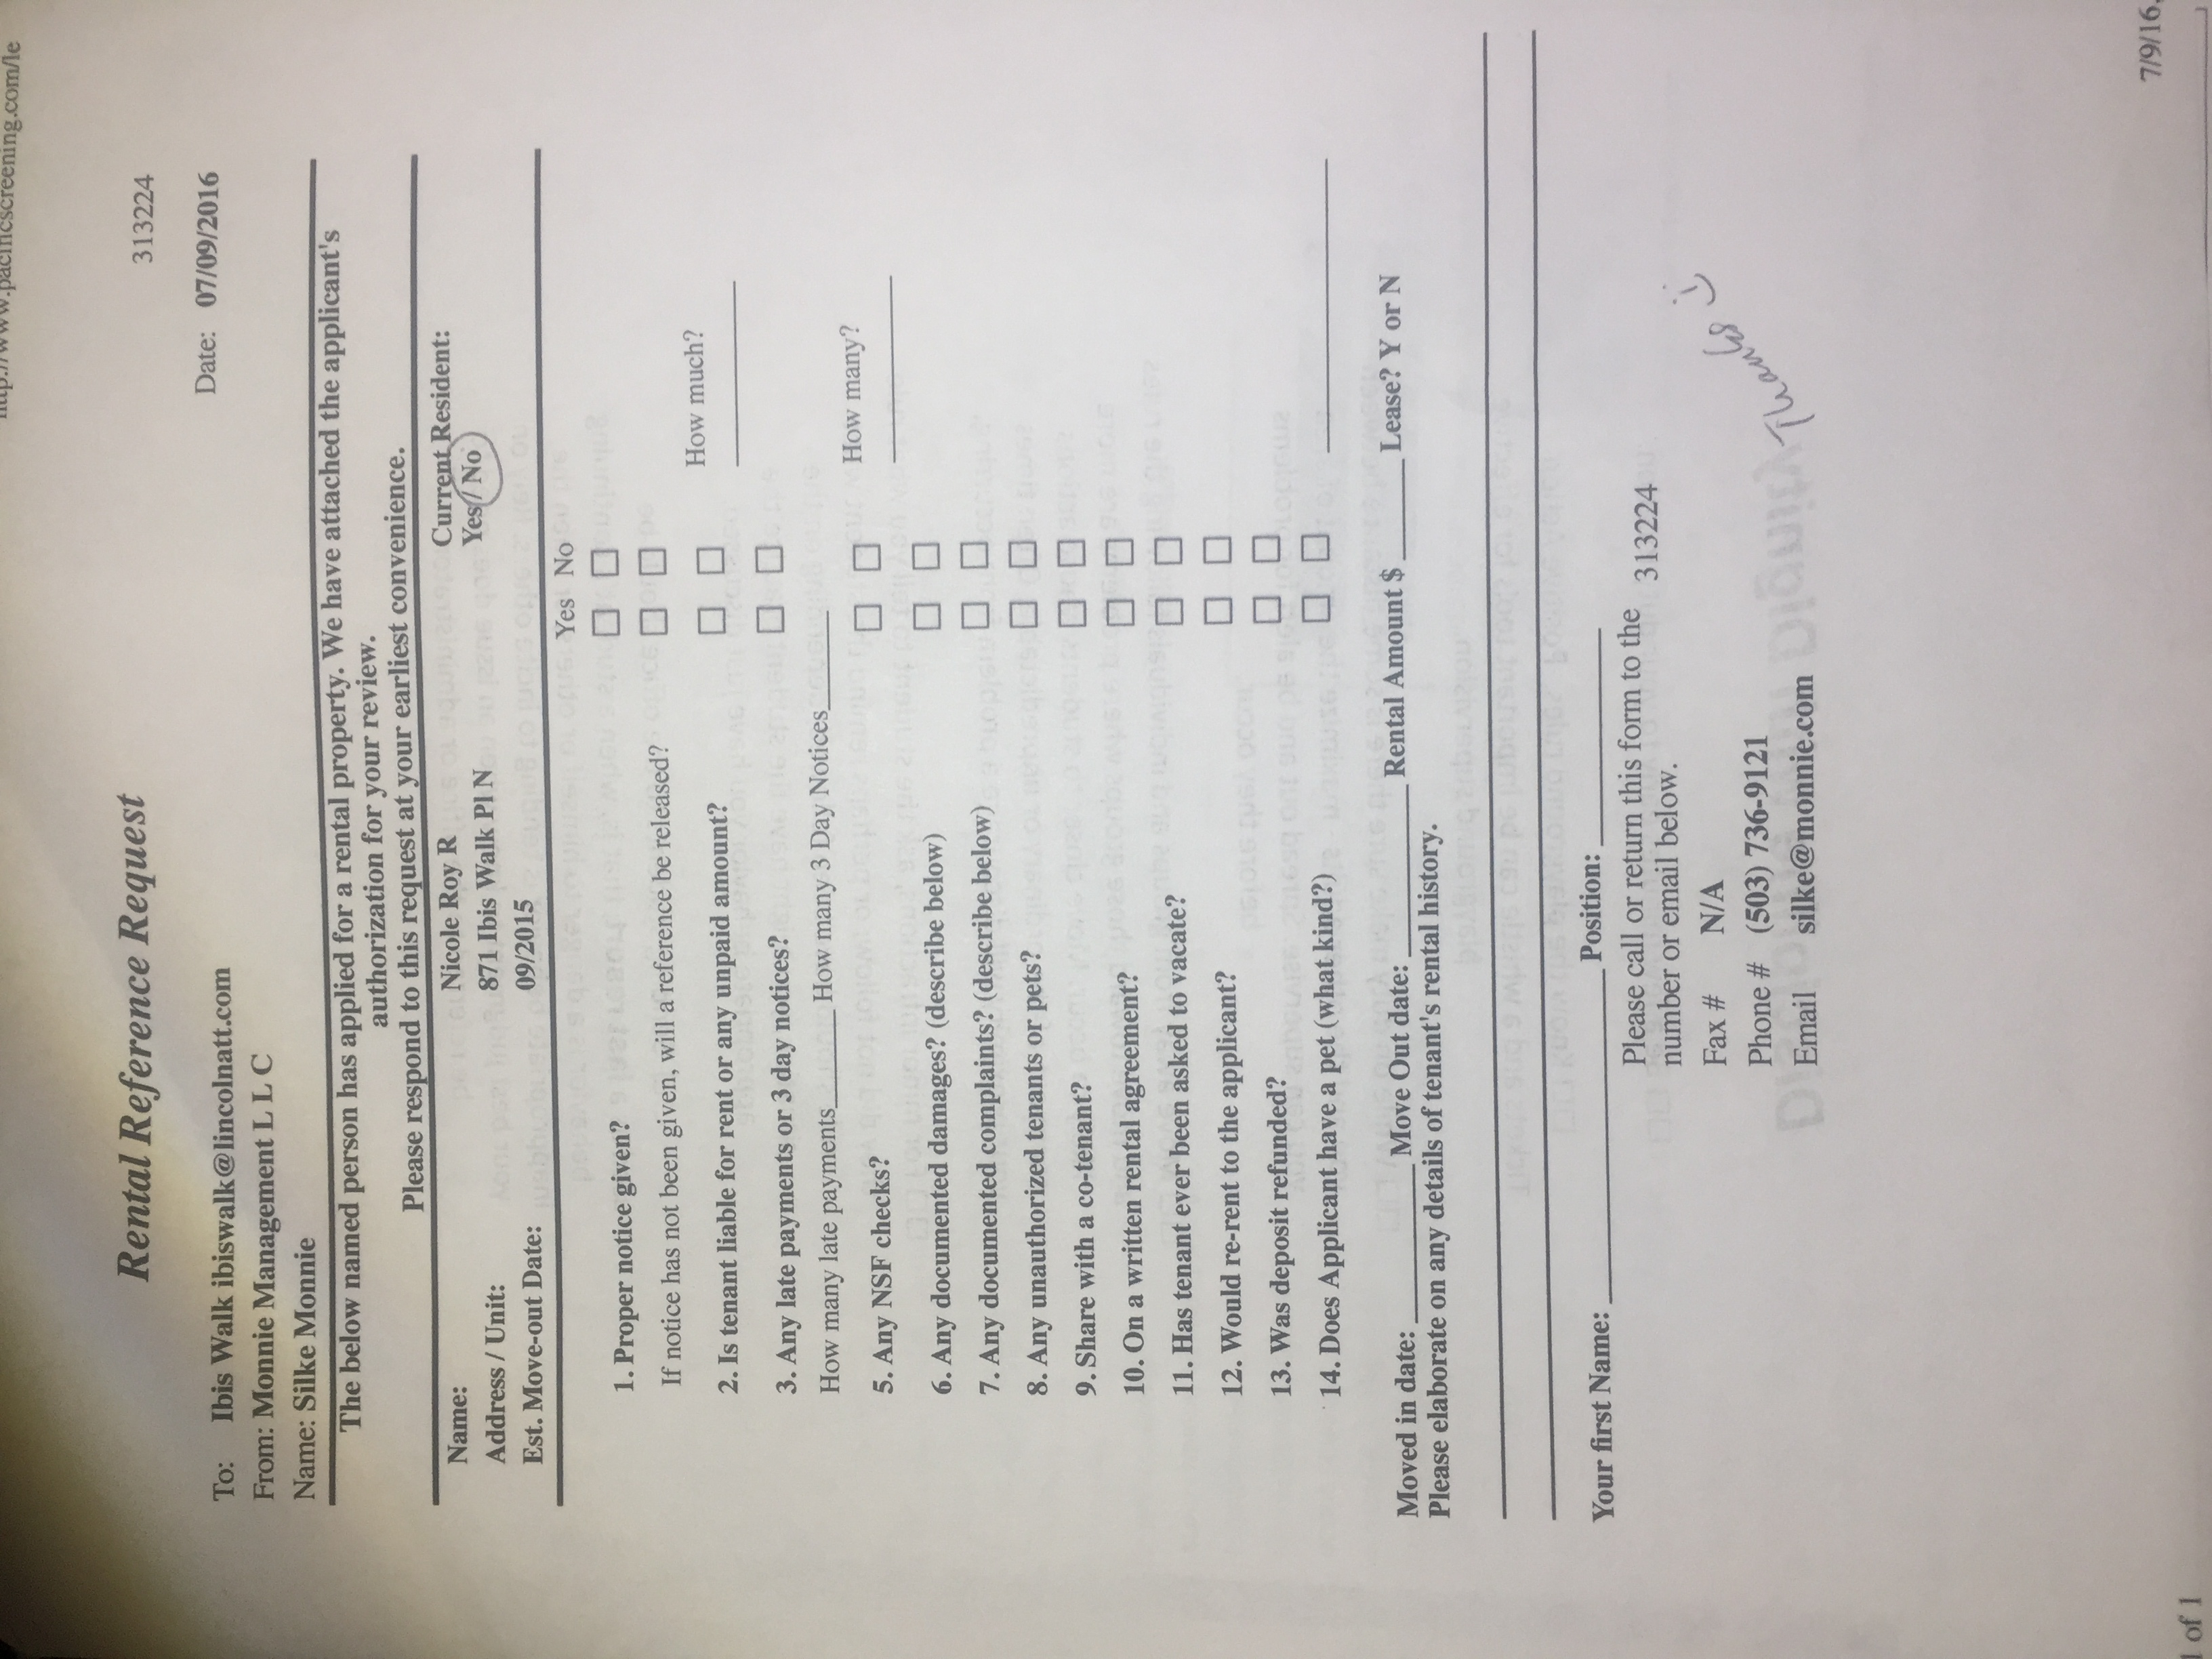 http://www.pacificscreening.com/le
Rental Reference Request
313224
To: Ibis Walk ibiswalk@lincolnatt.com
Date: 07/09/2016
From: Monnie Management L L C
Name: Silke Monnie
The below named person has applied for a rental property. We have attached the applicant's
authorization for your review.
Please respond to this request at your earliest convenience.
Name: Nicole Roy R Current Resident:
Address / Unit: 871 Ibis Walk Pl N Yes / No
Est. Move-out Date: 09/2015
Yes No
1. Proper notice given?
If notice has not been given, will a reference be released?
2. Is tenant liable for rent or any unpaid amount? How much?
3. Any late payments or 3 day notices?
How many late payments_______ How many 3 Day Notices_______
5. Any NSF checks? How many?
6. Any documented damages? (describe below)
7. Any documented complaints? (describe below)
8. Any unauthorized tenants or pets?
9. Share with a co-tenant?
10. On a written rental agreement?
11. Has tenant ever been asked to vacate?
12. Would re-rent to the applicant?
13. Was deposit refunded?
14. Does Applicant have a pet (what kind?)
Moved in date: ___________ Move Out date: ____________ Rental Amount $ _______ Lease? Y or N
Please elaborate on any details of tenant's rental history.
Your first Name: ________________________ Position: ________________
Please call or return this form to the
number or email below.
313224
Fax # N/A
Phone # (503) 736-9121
Email silke@monnie.com
Thanks :)
7/9/16,
1 of 1